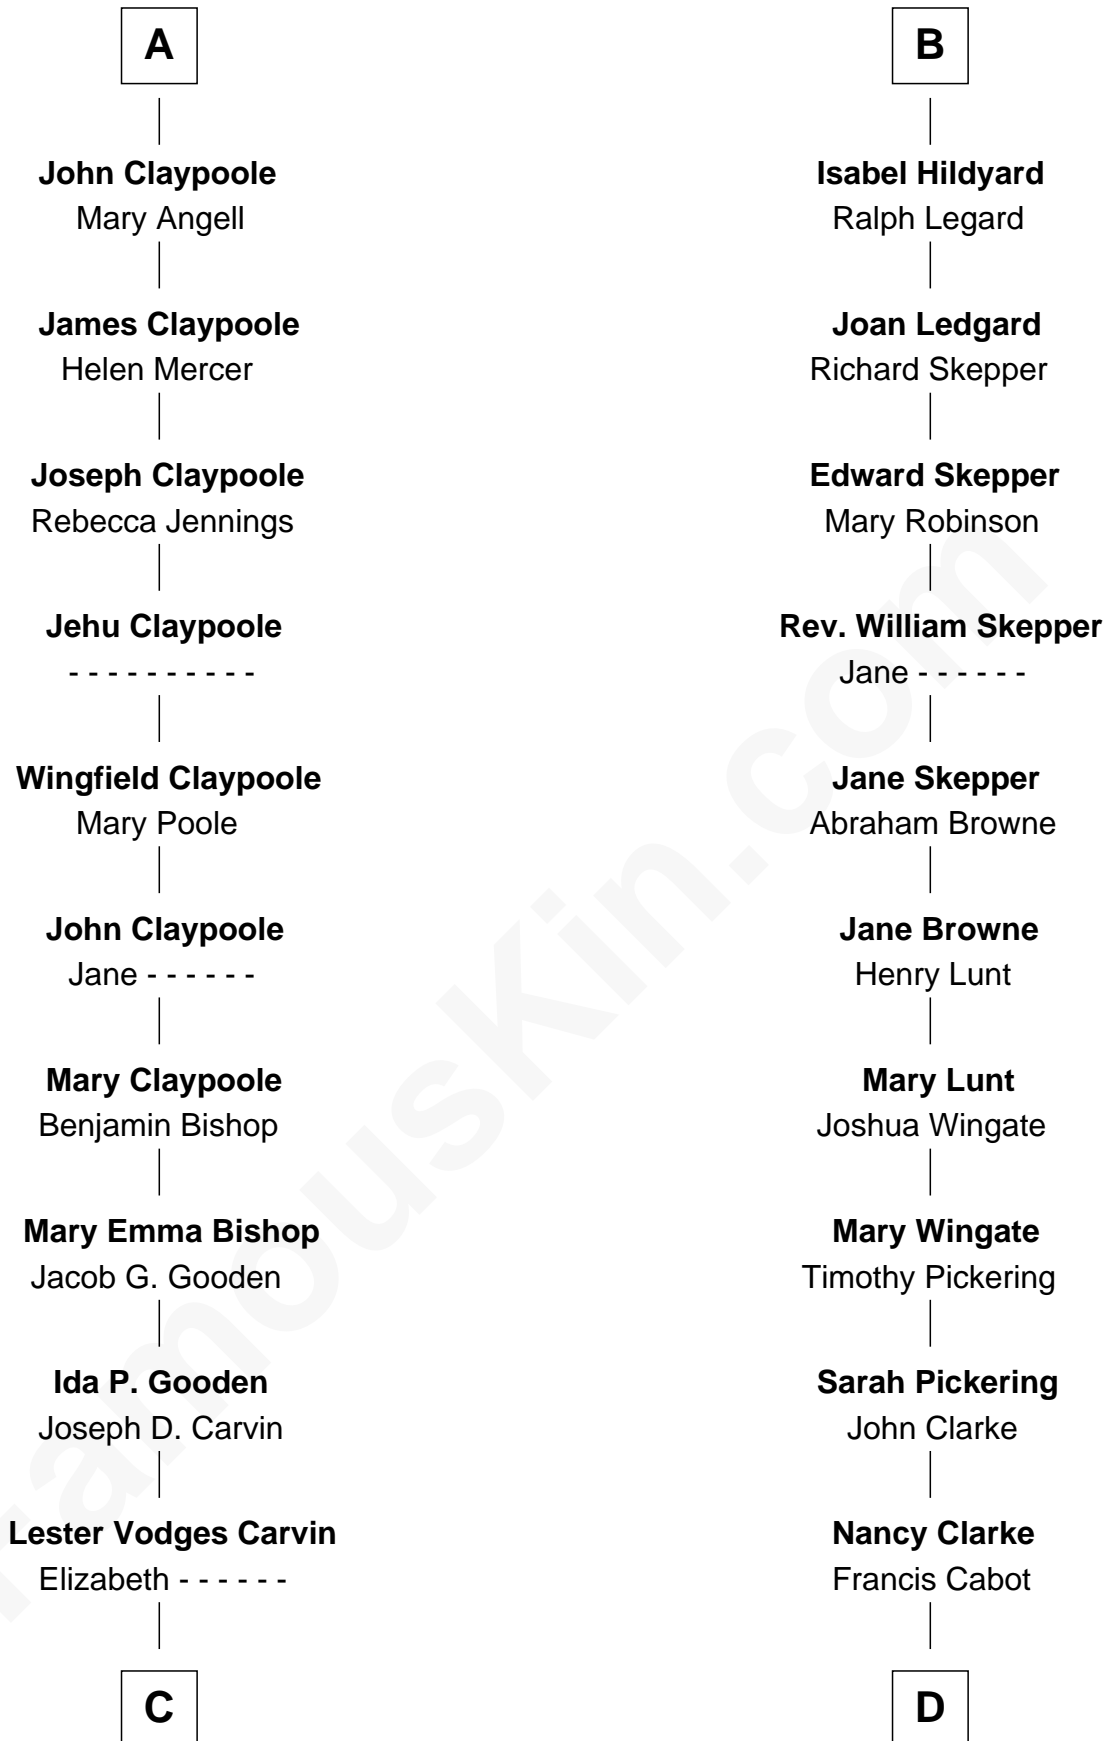 A
John Claypoole
Mary Angell
James Claypoole
Helen Mercer
Joseph Claypoole
Rebecca Jennings
Jehu Claypoole
- - - - - - - - - -
Wingfield Claypoole
Mary Poole
John Claypoole
Jane - - - - - -
Mary Claypoole
Benjamin Bishop
Mary Emma Bishop
Jacob G. Gooden
Ida P. Gooden
Joseph D. Carvin
Lester Vodges Carvin
Elizabeth - - - - - -
C
B
Isabel Hildyard
Ralph Legard
Joan Ledgard
Richard Skepper
Edward Skepper
Mary Robinson
Rev. William Skepper
Jane - - - - - -
Jane Skepper
Abraham Browne
Jane Browne
Henry Lunt
Mary Lunt
Joshua Wingate
Mary Wingate
Timothy Pickering
Sarah Pickering
John Clarke
Nancy Clarke
Francis Cabot
D
FamousKin.com